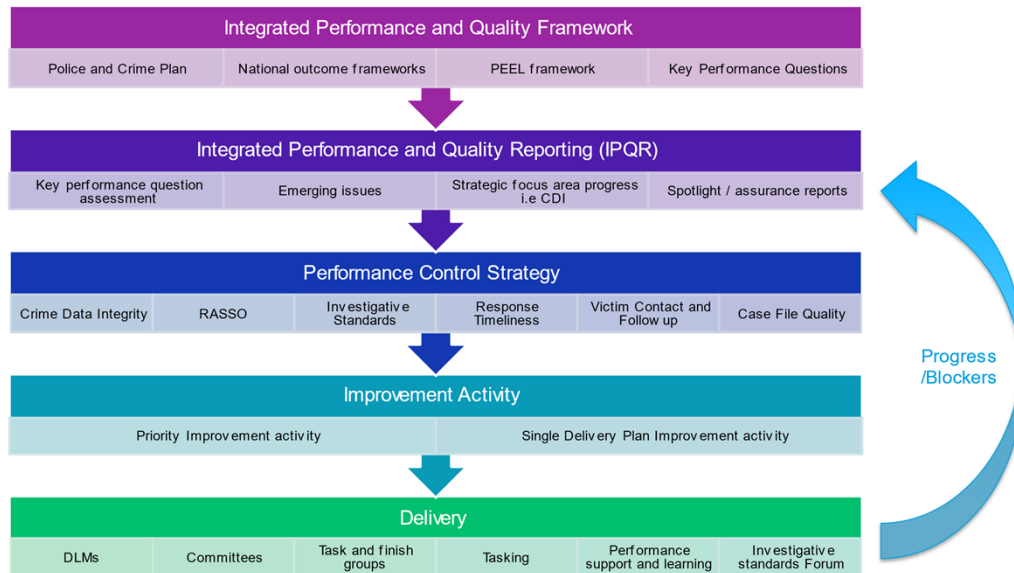 Integrated Performance and Quality Framework
Police and Crime Plan
National outcome frameworks
PEEL framework
Key Performance Questions
Integrated Performance and Quality Reporting (IPQR)
Key performance question
assessment
Emerging issues
Strategic focus area progress
i.e CDI
Spotlight / assurance reports
Performance Control Strategy
Crime Data Integrity
RASSO
Investigative
Standards
Response
Timeliness
Victim Contact and
Follow up
Case File Quality
Improvement Activity
Priority Improvement activity
Single Delivery Plan Improvement activity
Delivery
DLMs
Committees
Task and finish
groups
Tasking
Performance
support and learning
Investigative
standards Forum
Progress
/Blockers